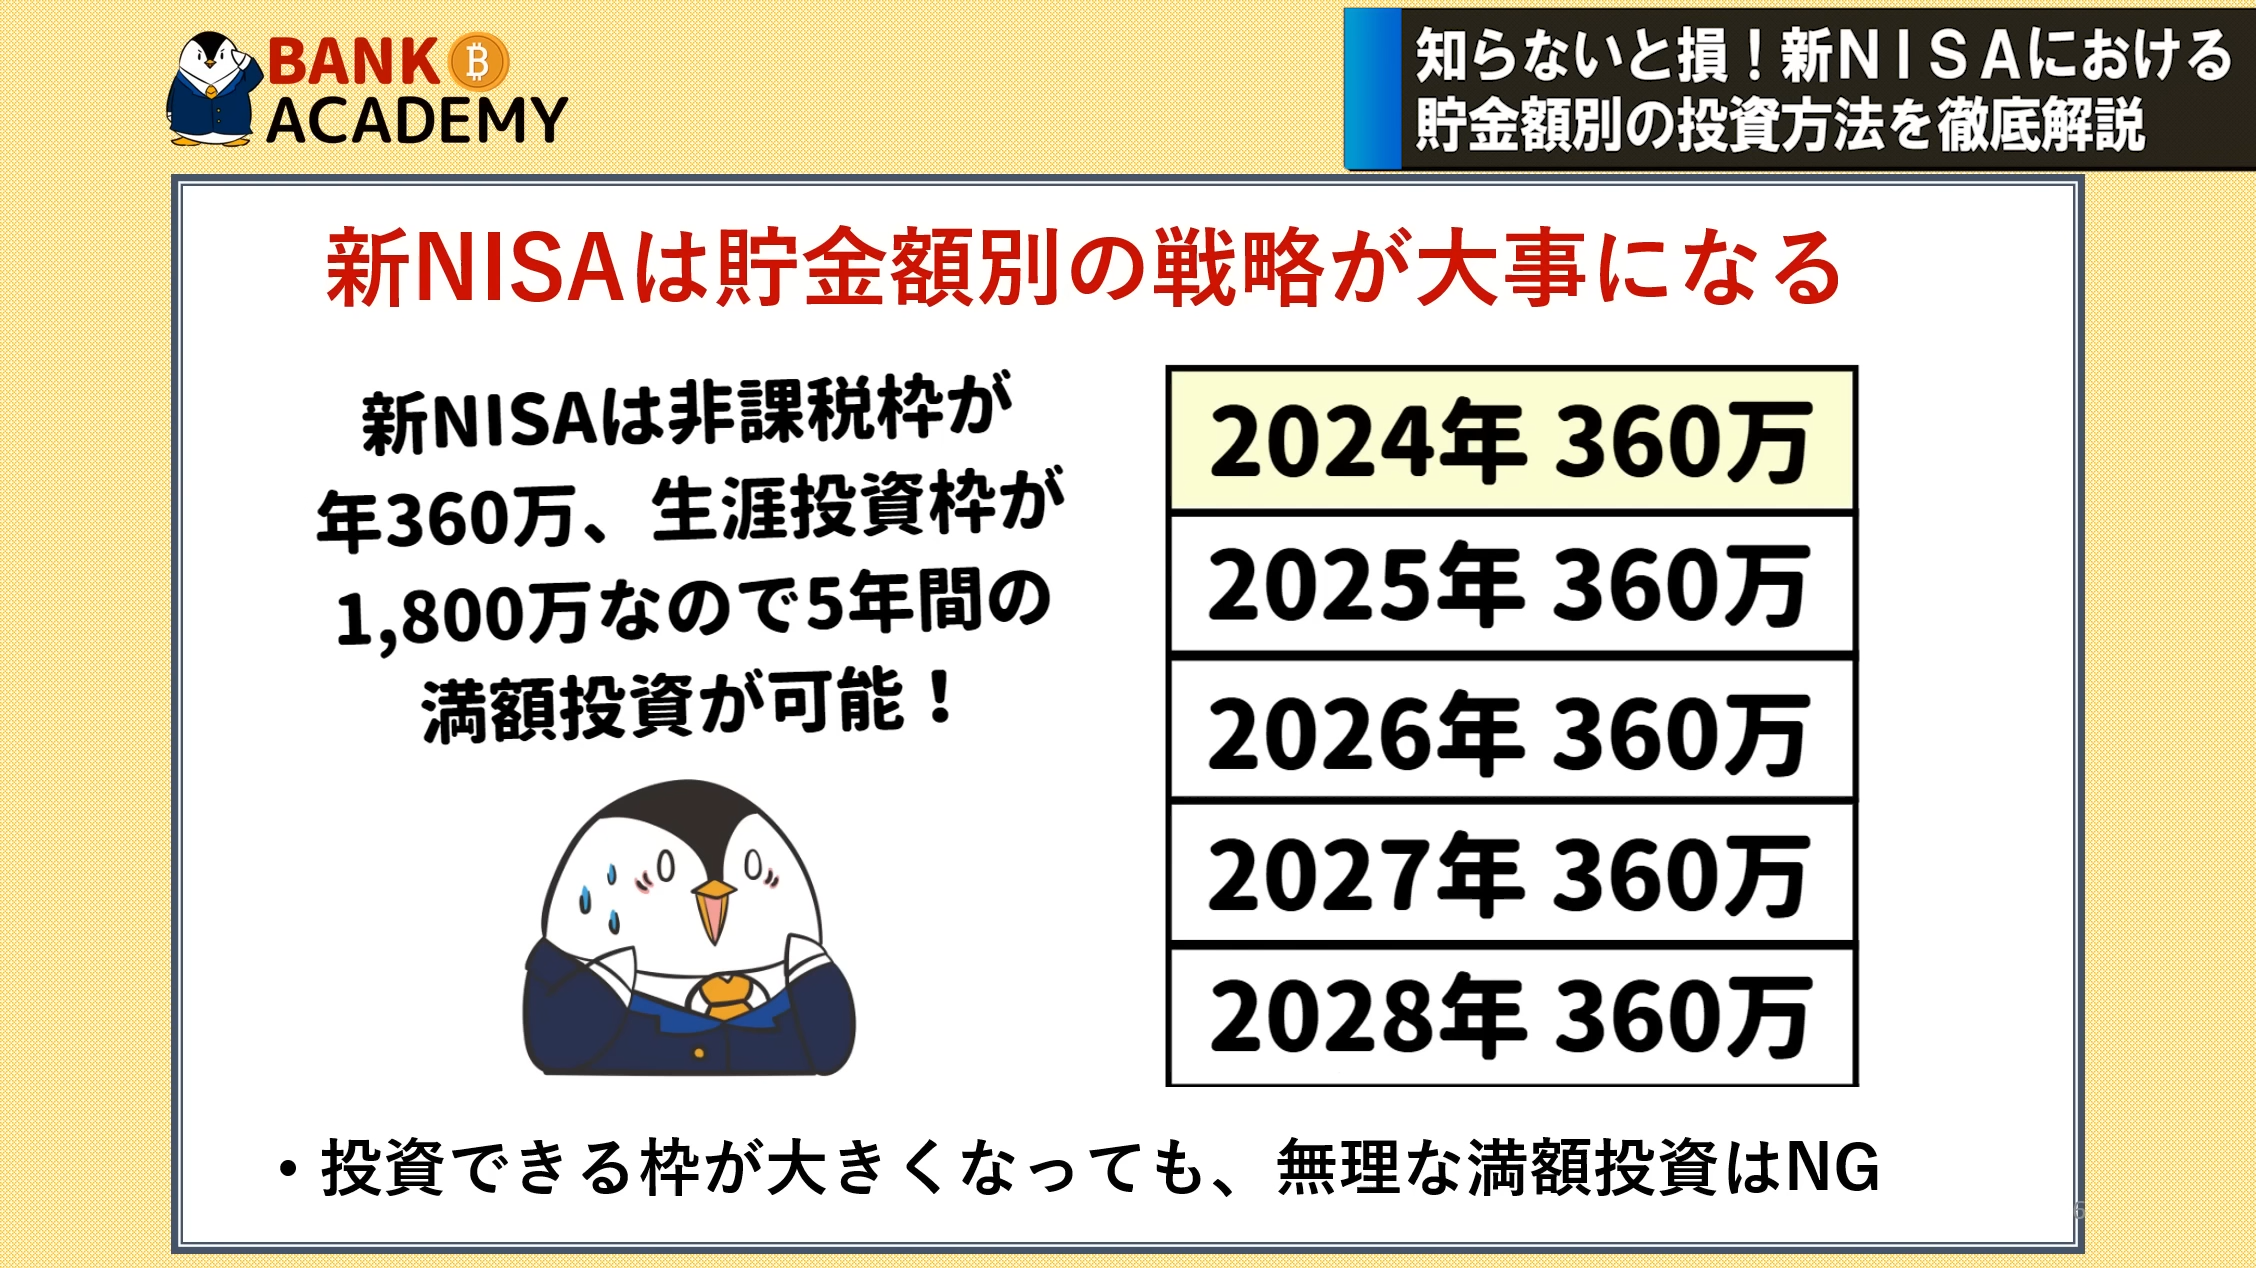 BANK
ACADEMY
知らないと損！新ＮＩＳＡにおける
貯金額別の投資方法を徹底解説
新NISAは貯金額別の戦略が大事になる
新NISAは非課税枠が
年360万、生涯投資枠が
1,800万なので5年間の
満額投資が可能！
2024年 360万
2025年 360万
2026年 360万
2027年 360万
2028年 360万
・投資できる枠が大きくなっても、無理な満額投資はNG
6